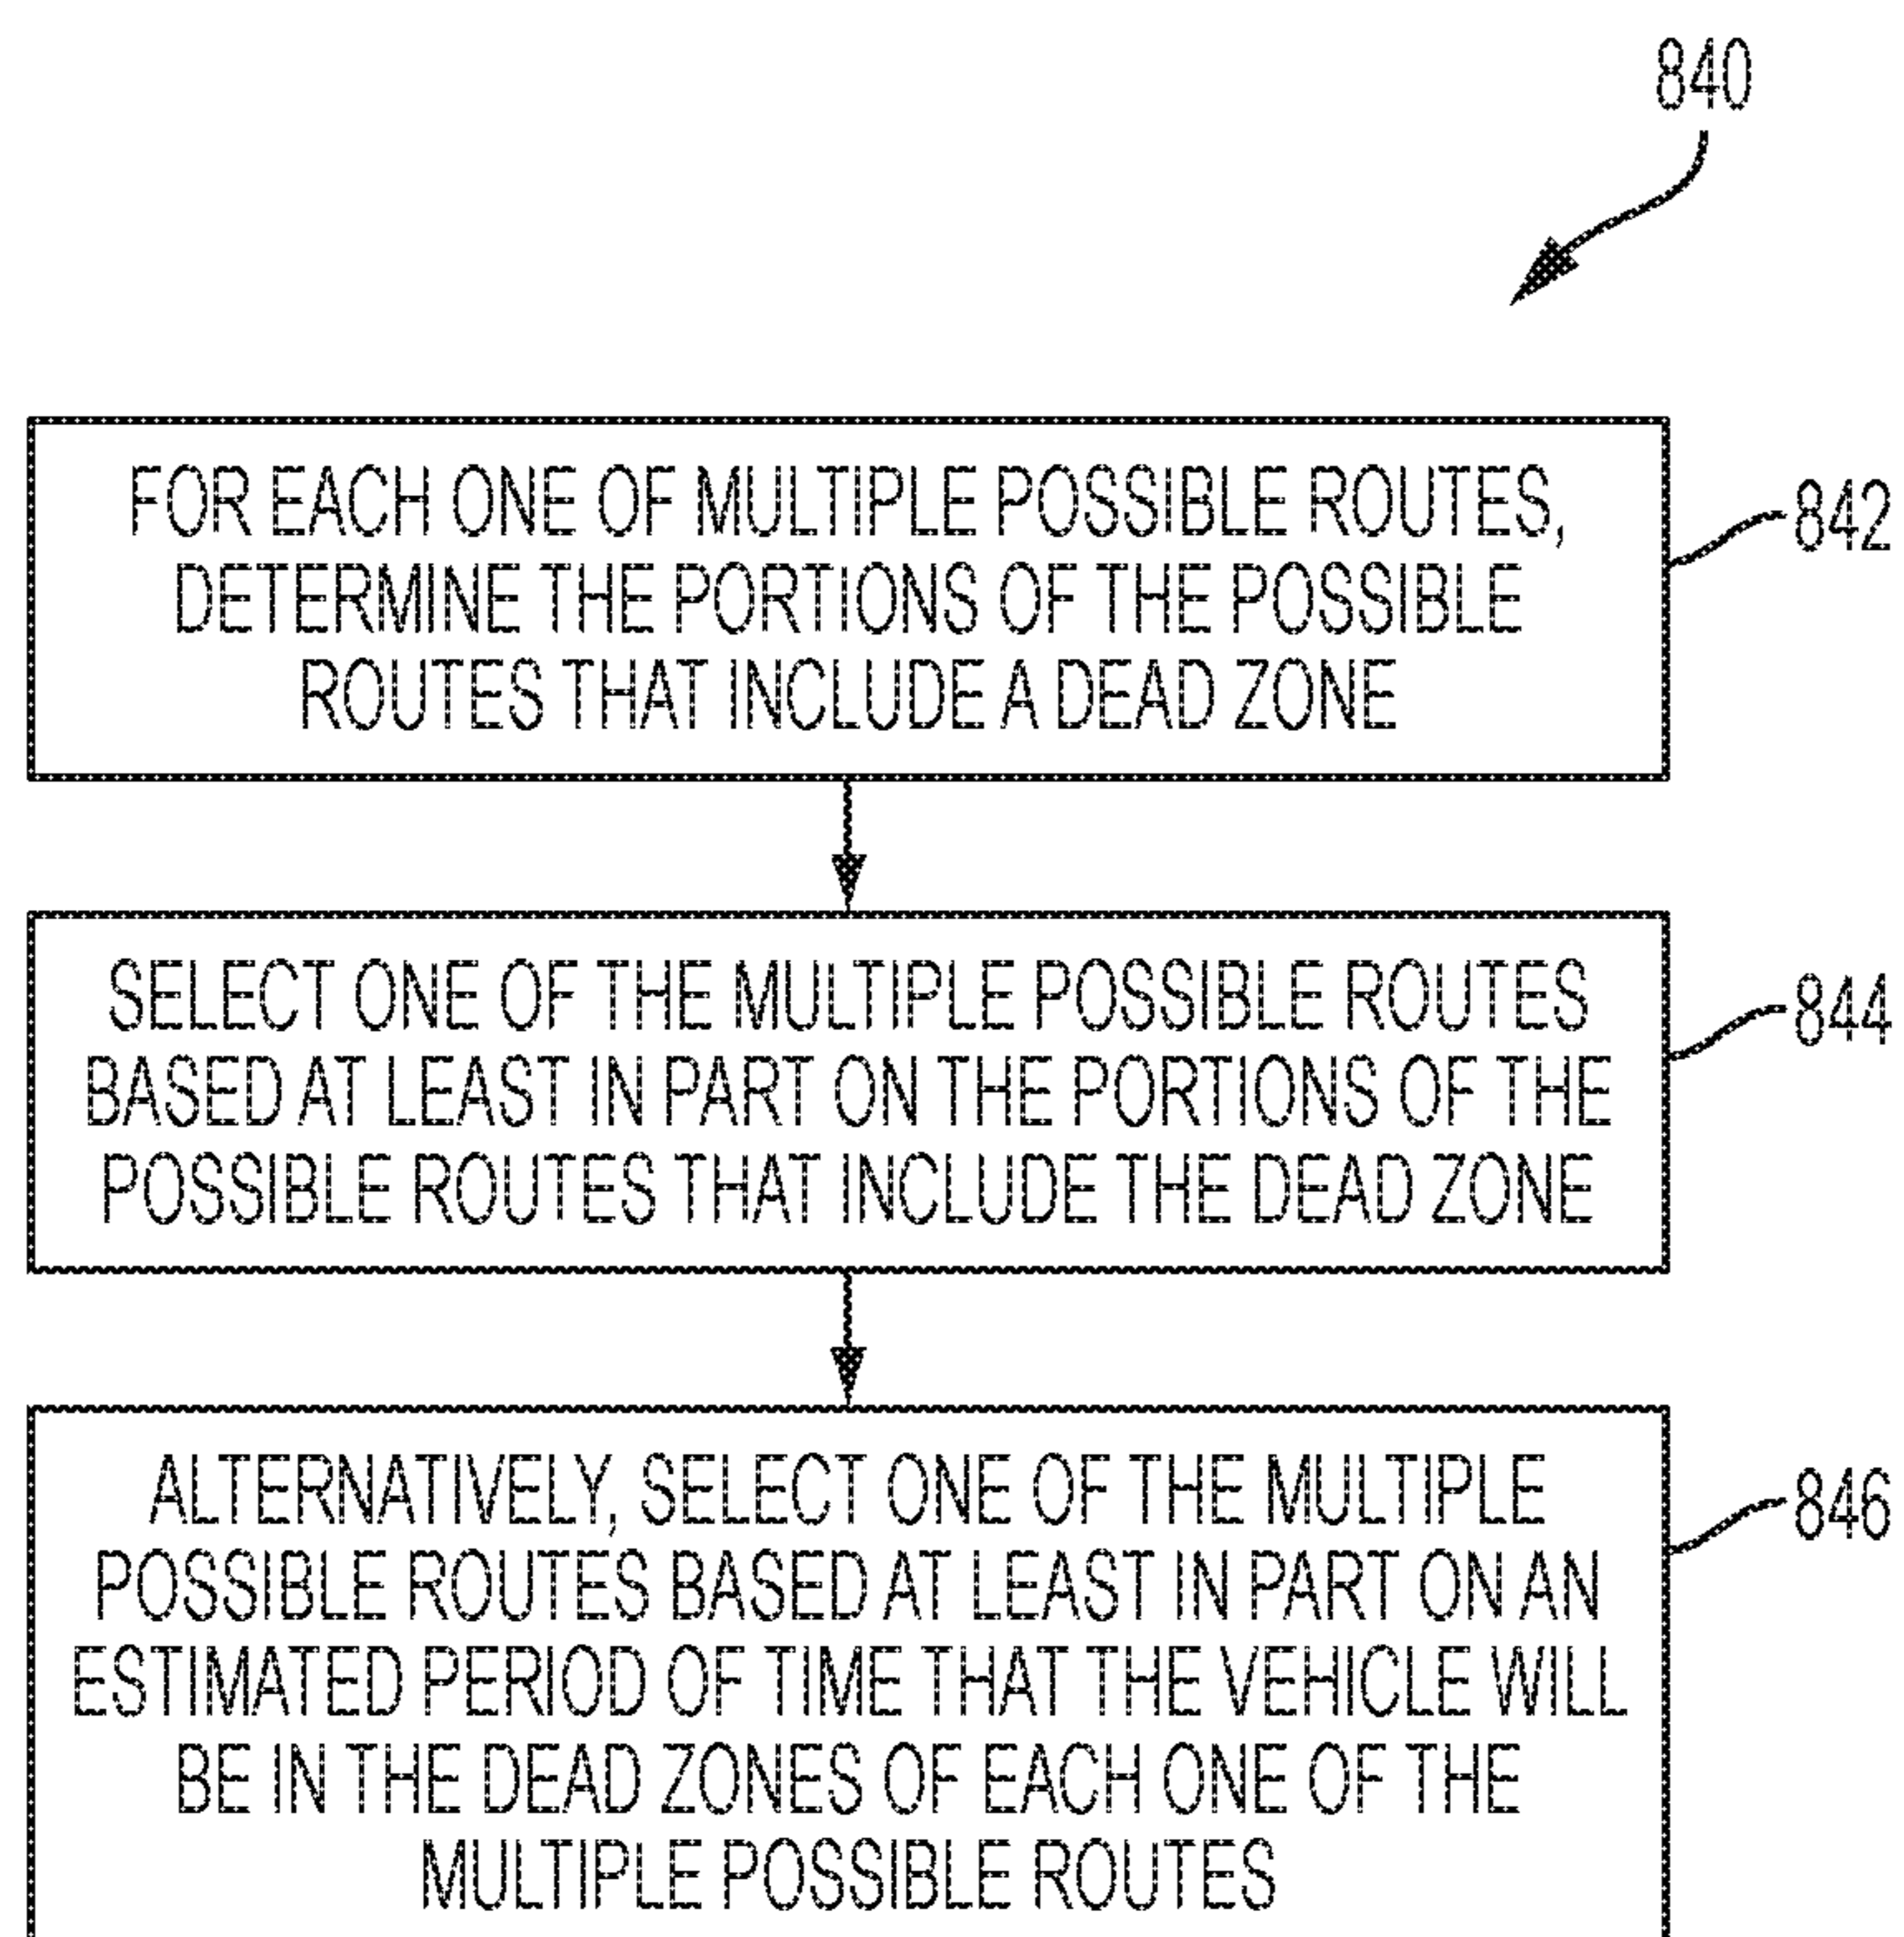 840
FOR EACH ONE OF MULTIPLE POSSIBLE ROUTES,
DETERMINE THE PORTIONS OF THE POSSIBLE
ROUTES THAT INCLUDE A DEAD ZONE
842
SELECT ONE OF THE MULTIPLE POSSIBLE ROUTES
BASED AT LEAST IN PART ON THE PORTIONS OF THE
POSSIBLE ROUTES THAT INCLUDE THE DEAD ZONE
844
ALTERNATIVELY, SELECT ONE OF THE MULTIPLE
POSSIBLE ROUTES BASED AT LEAST IN PART ON AN
ESTIMATED PERIOD OF TIME THAT THE VEHICLE WILL
BE IN THE DEAD ZONES OF EACH ONE OF THE
MULTIPLE POSSIBLE ROUTES
846